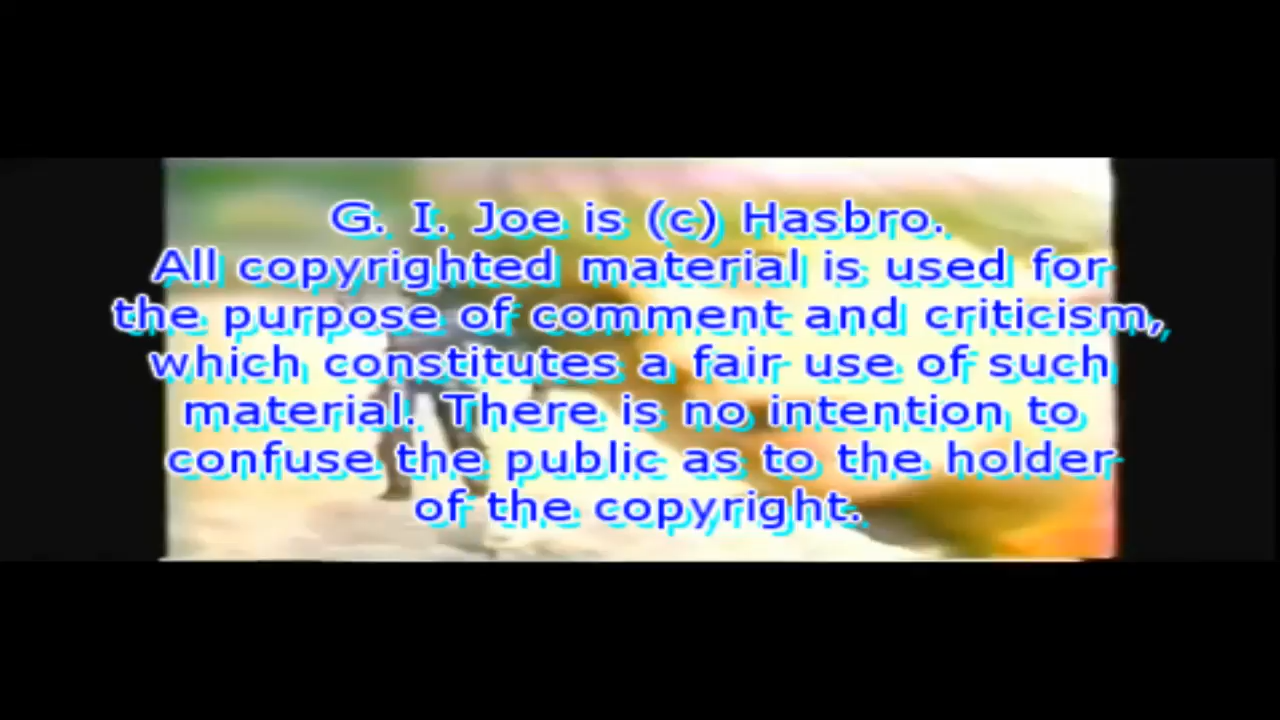 G. I. Joe is (c) Hasbro.
All copyrighted material is used for
the purpose of comment and criticism,
which constitutes a fair use of such
material. There is no intention to
confuse the public as to the holder
of the copyright.